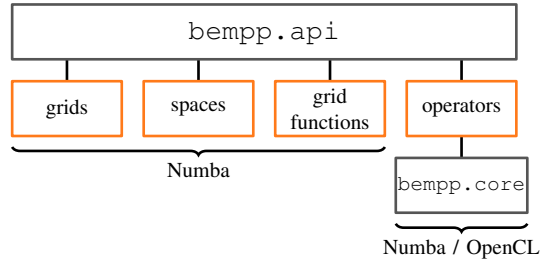 bempp.api
grids
spaces
grid
functions
operators
Numba
bempp.core
Numba / OpenCL